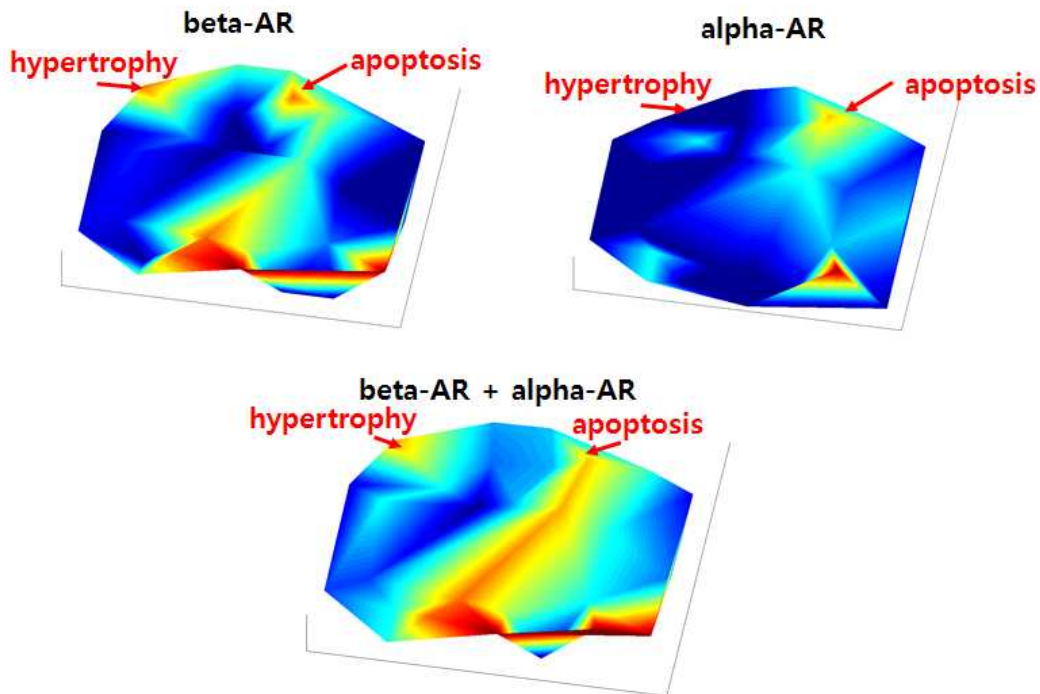 beta-AR
hypertrophy
apoptosis
alpha-AR
hypertrophy
apoptosis
beta-AR + alpha-AR
hypertrophy
apoptosis